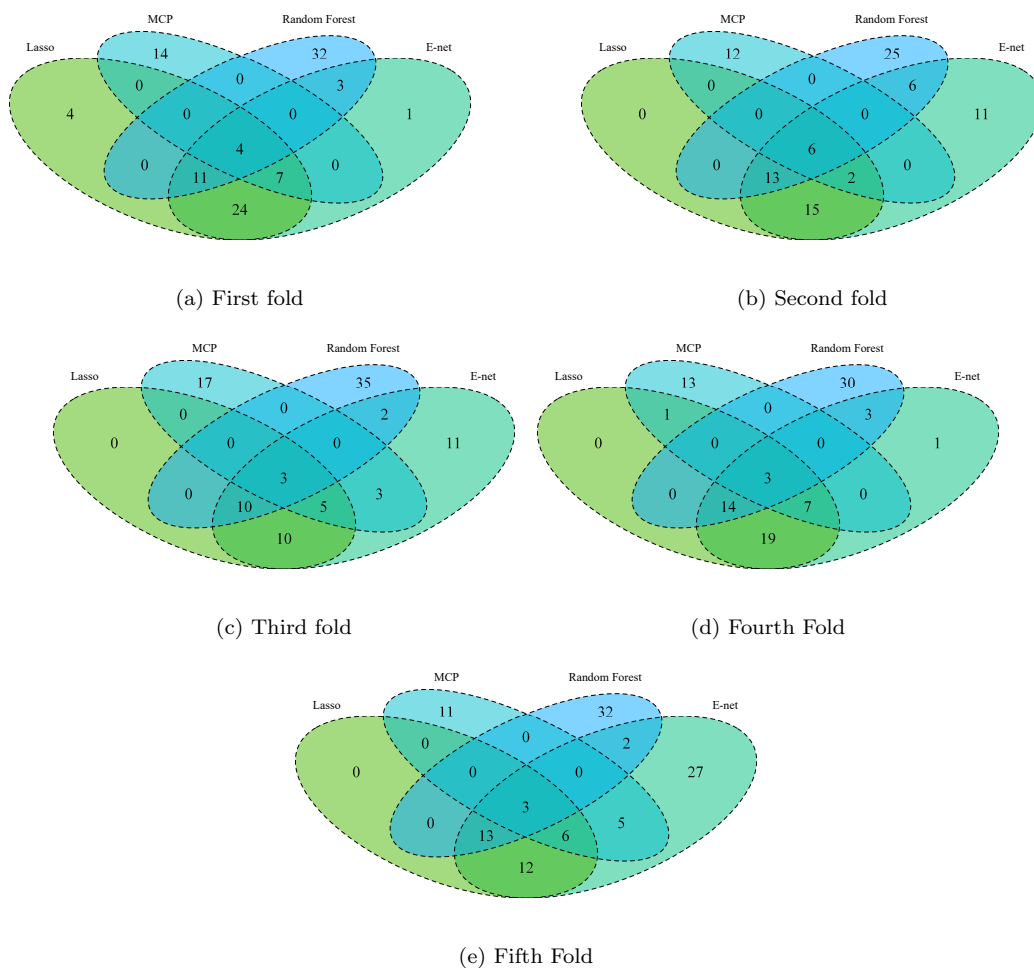 MCP Random Forest
Lasso E-net
14 32
0 0 3
4 0 0 1
4
0 11 7 0
24
(a) First fold
MCP Random Forest
Lasso E-net
12 25
0 0 6
0 0 0 11
6
0 13 2 0
15
(b) Second fold
MCP Random Forest
Lasso E-net
17 35
0 0 2
0 0 0 11
3
0 10 5 3
10
(c) Third fold
MCP Random Forest
Lasso E-net
13 30
1 0 3
0 0 0 1
3
0 14 7 0
19
(d) Fourth Fold
MCP Random Forest
Lasso E-net
11 32
0 0 2
0 0 0 27
3
0 13 6 5
12
(e) Fifth Fold